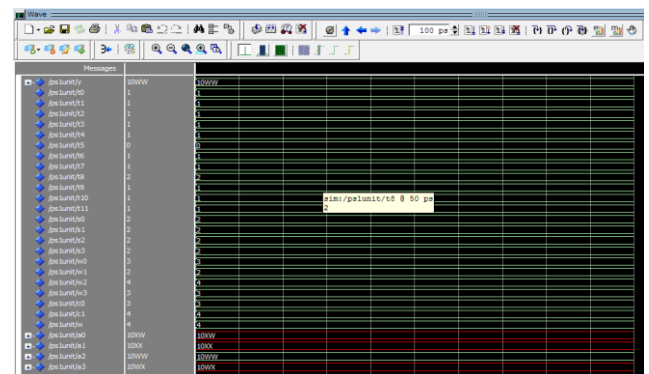 Wave
100 ps
Messages
/ps1unit/y 10WW 10WW
/ps1unit/t0 1 1
/ps1unit/t1 1 1
/ps1unit/t2 1 1
/ps1unit/t3 1 1
/ps1unit/t4 1 1
/ps1unit/t5 0 0
/ps1unit/t6 1 1
/ps1unit/t7 1 1
/ps1unit/t8 2 2
/ps1unit/t9 1 1
/ps1unit/t10 1 1
sim:/ps1unit/t8 @ 50 ps
2
/ps1unit/t11 1 1
/ps1unit/s0 2 2
/ps1unit/s1 2 2
/ps1unit/s2 2 2
/ps1unit/s3 2 2
/ps1unit/w0 3 3
/ps1unit/w1 2 2
/ps1unit/w2 4 4
/ps1unit/w3 3 3
/ps1unit/c0 3 3
/ps1unit/c1 4 4
/ps1unit/w 4 4
/ps1unit/a0 10XW 10XW
/ps1unit/a1 10XX 10XX
/ps1unit/a2 10WW 10WW
/ps1unit/a3 10WX 10WX